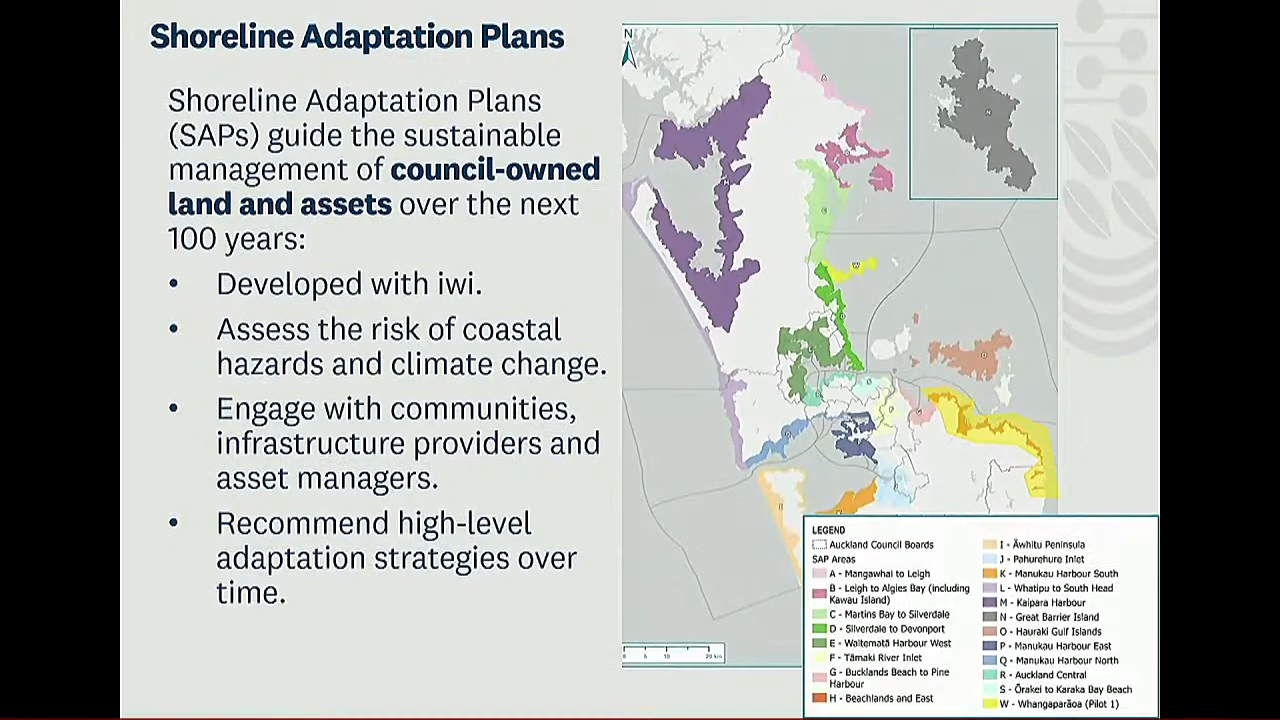 Shoreline Adaptation Plans
Shoreline Adaptation Plans
(SAPs) guide the sustainable
management of council-owned
land and assets over the next
100 years:
• Developed with iwi.
• Assess the risk of coastal
hazards and climate change.
• Engage with communities,
infrastructure providers and
asset managers.
• Recommend high-level
adaptation strategies over
time.
N
A
N
W
LEGEND
Auckland Council Boards
SAP Areas
A - Mangawhai to Leigh
B - Leigh to Algies Bay (including
Kawau Island)
C - Martins Bay to Silverdale
D - Silverdale to Devonport
E - Waitematā Harbour West
F - Tāmaki River Inlet
G - Bucklands Beach to Pine
Harbour
H - Beachlands and East
I - Āwhitu Peninsula
J - Pahurehure Inlet
K - Manukau Harbour South
L - Whatipu to South Head
M - Kaipara Harbour
N - Great Barrier Island
O - Hauraki Gulf Islands
P - Manukau Harbour East
Q - Manukau Harbour North
R - Auckland Central
S - Ōrakei to Karaka Bay Beach
W - Whangaparāoa (Pilot 1)
0 5 10 20 km